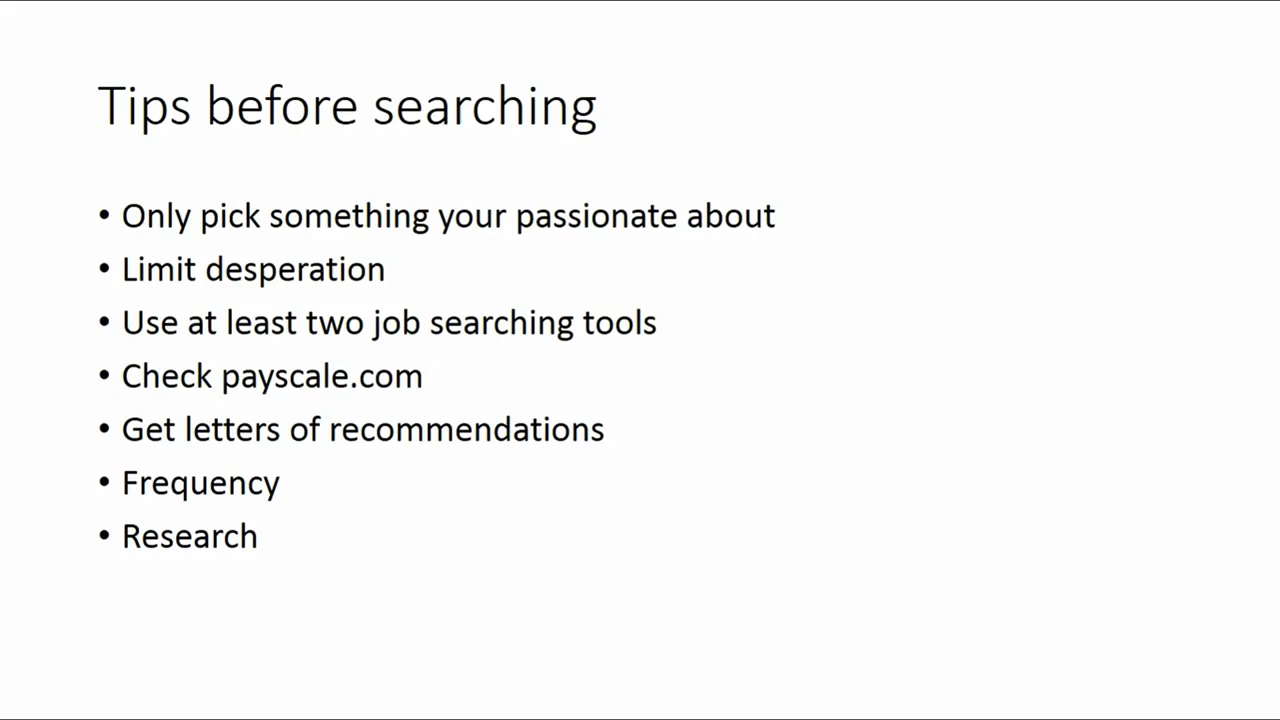 Tips before searching
• Only pick something your passionate about
• Limit desperation
• Use at least two job searching tools
• Check payscale.com
• Get letters of recommendations
• Frequency
• Research